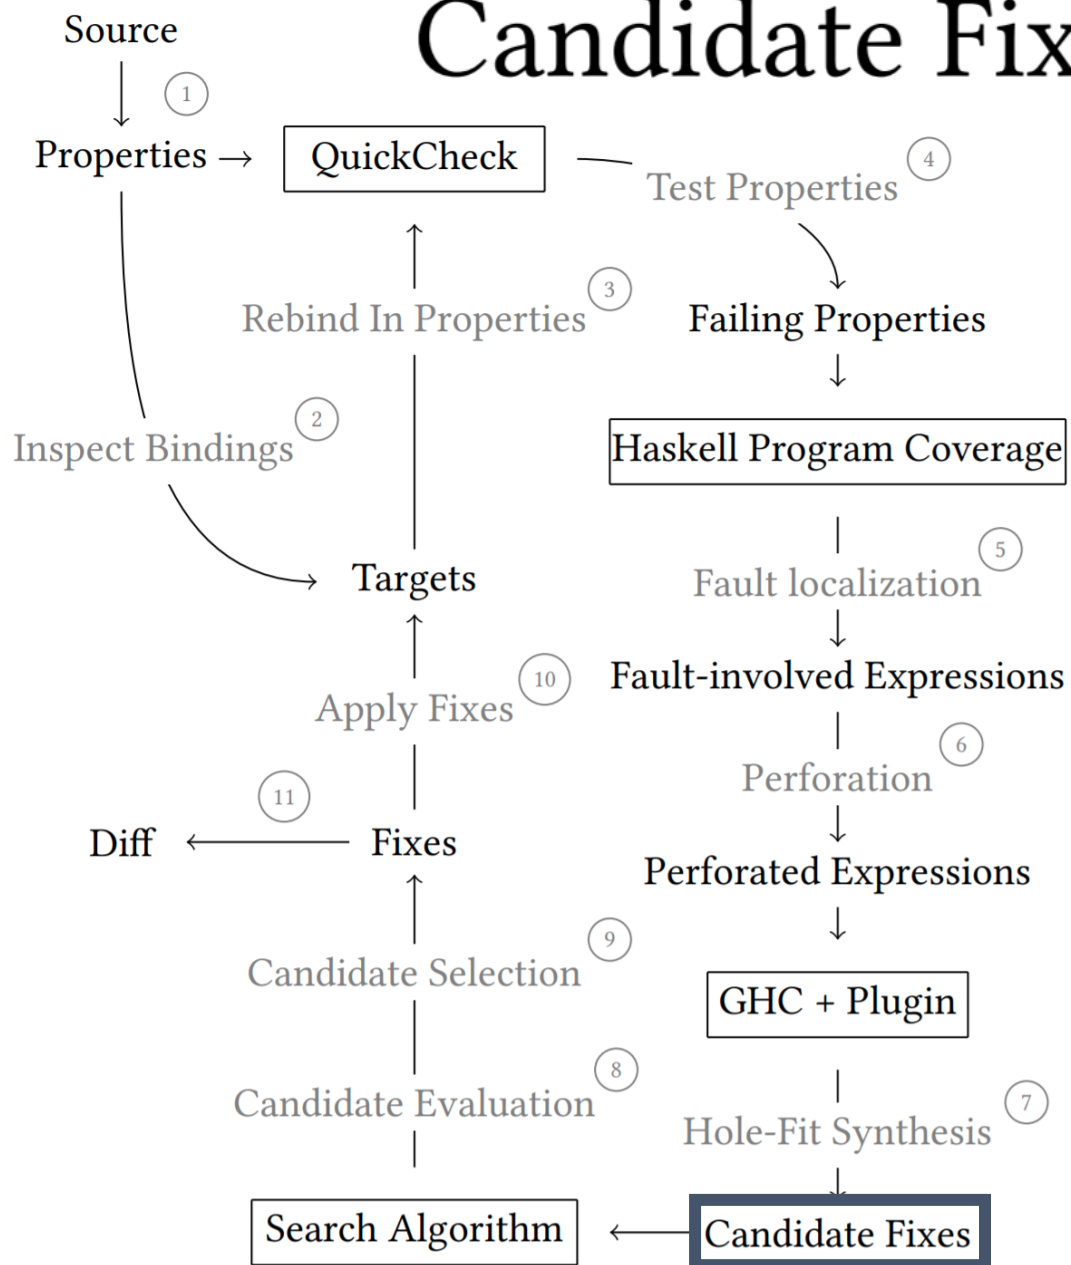 Candidate Fix
Source
1
Properties
QuickCheck
4
Test Properties
3
Rebind In Properties
Failing Properties
2
Inspect Bindings
Haskell Program Coverage
5
Fault localization
Targets
10
Apply Fixes
Fault-involved Expressions
6
Perforation
11
Diff
Fixes
Perforated Expressions
9
Candidate Selection
GHC + Plugin
8
Candidate Evaluation
7
Hole-Fit Synthesis
Search Algorithm
Candidate Fixes